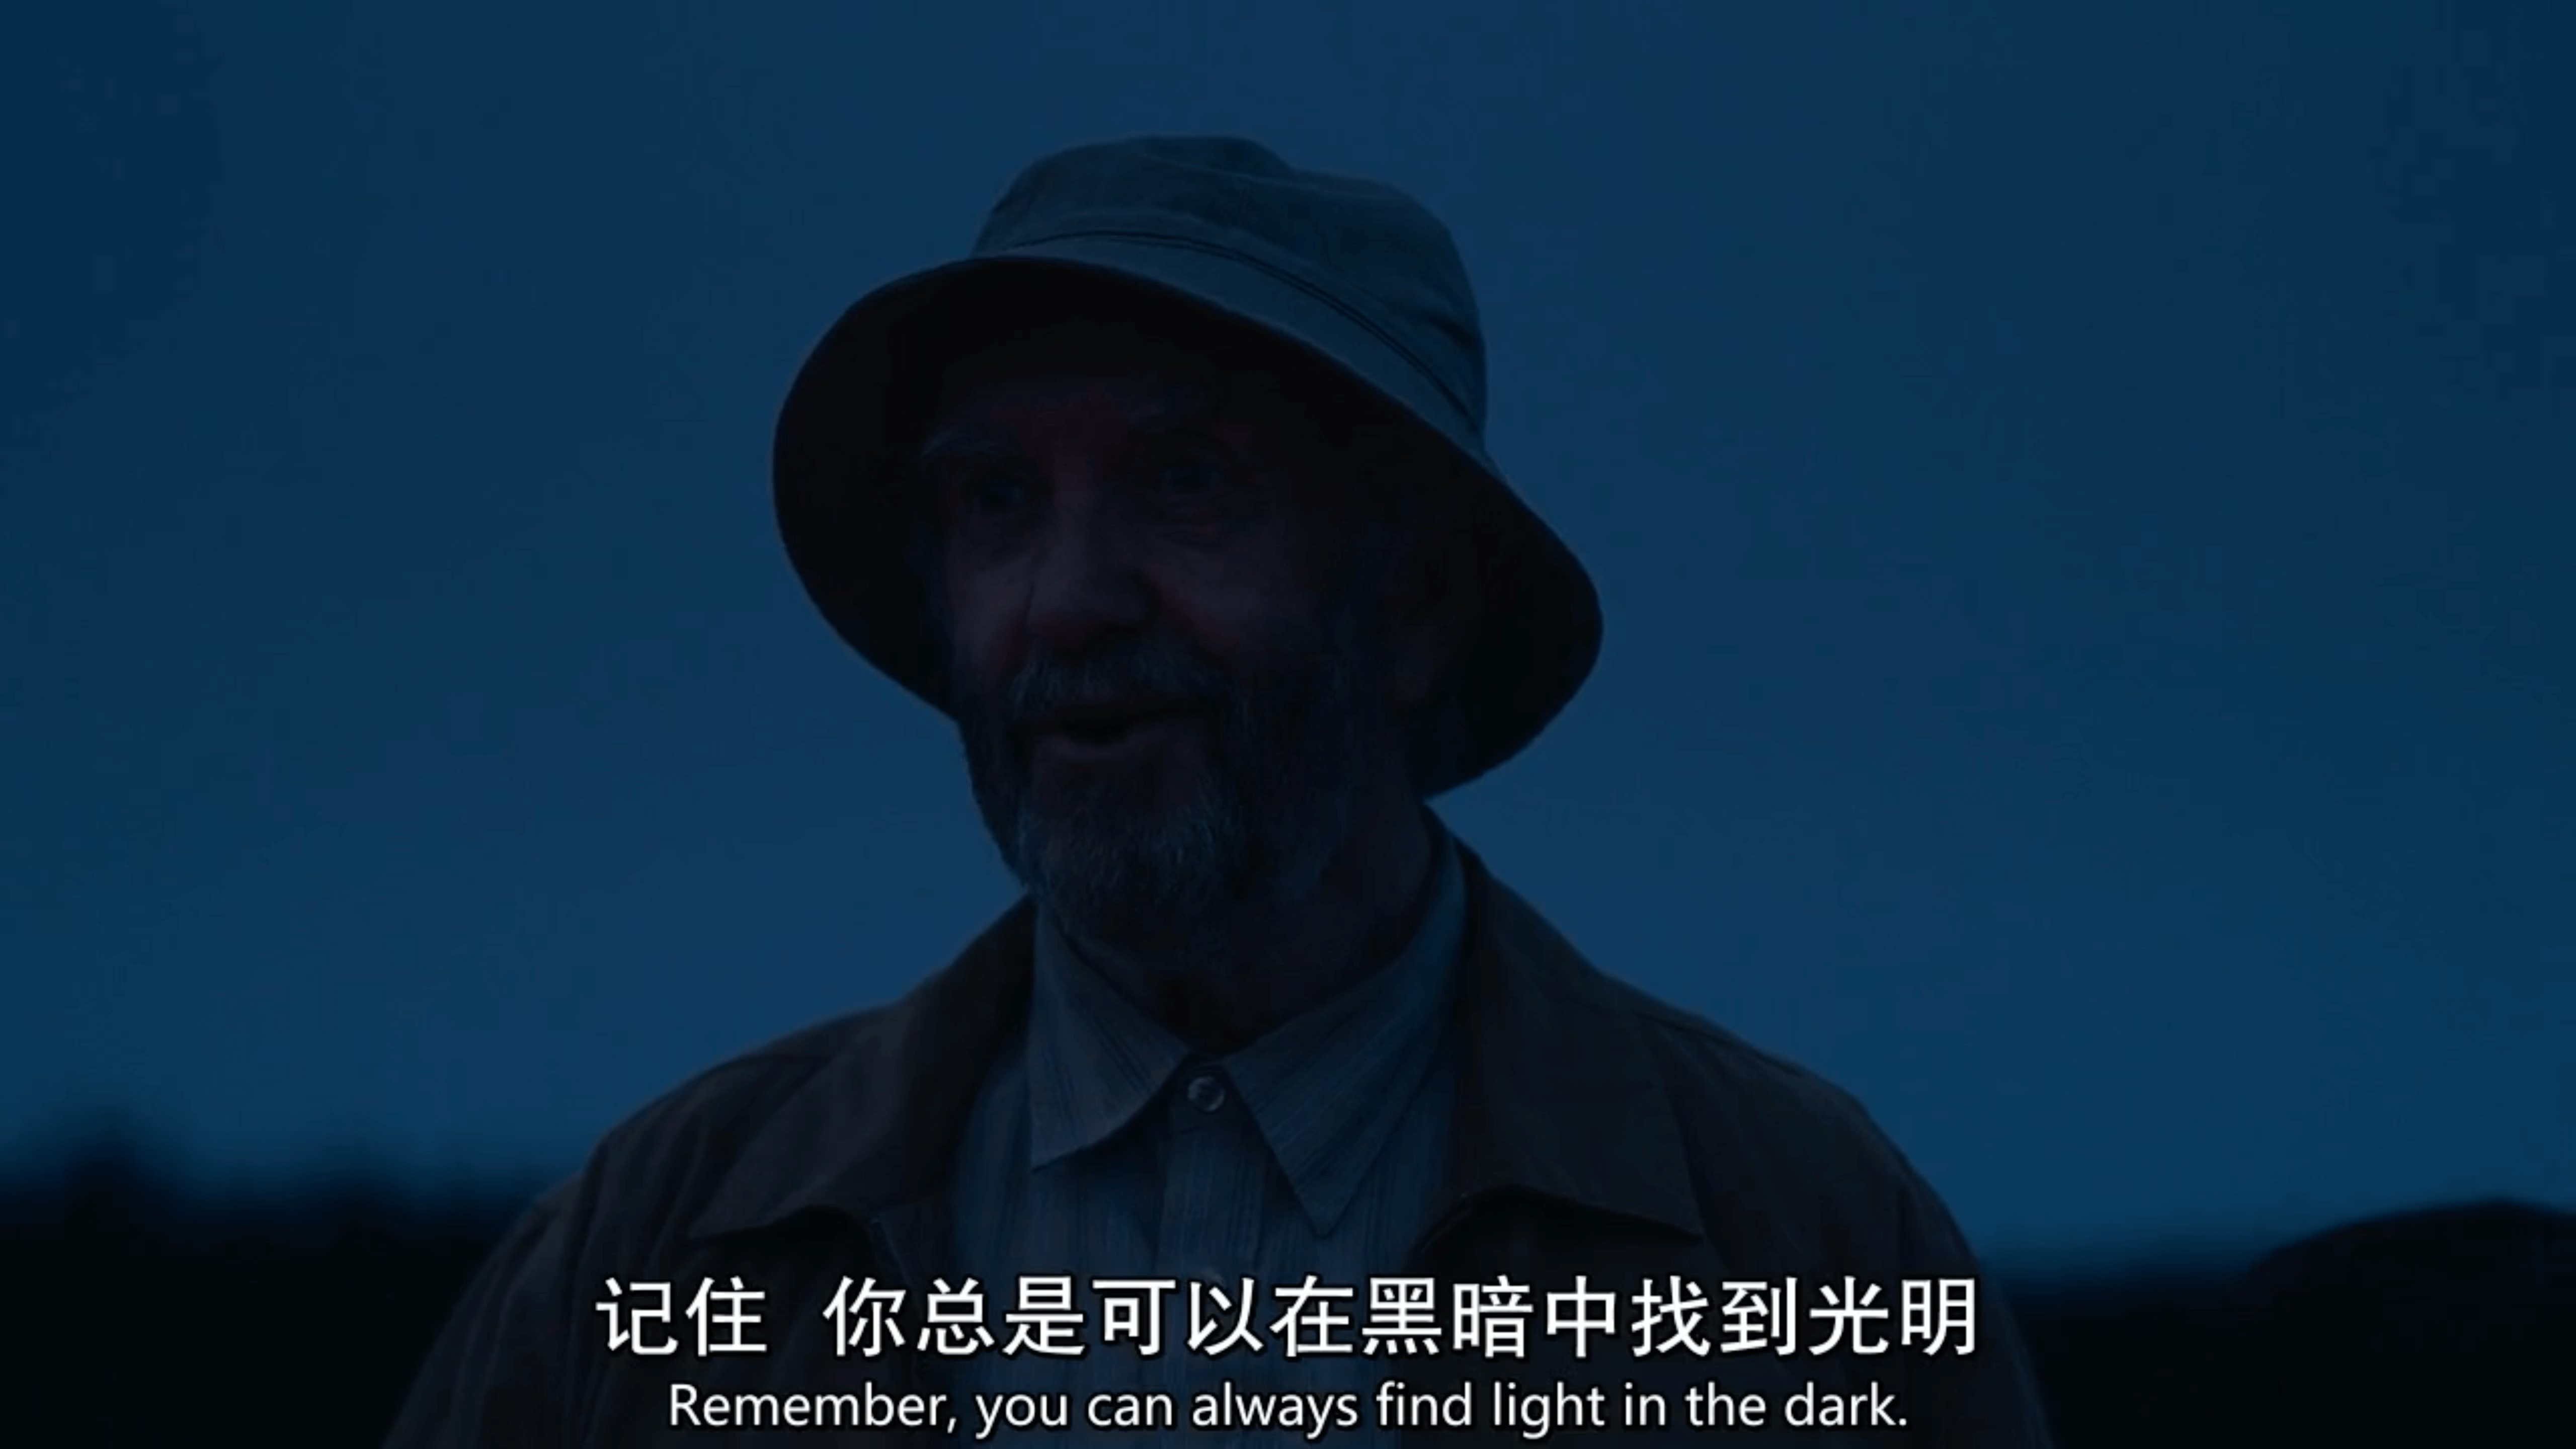 记住 你总是可以在黑暗中找到光明
Remember, you can always find light in the dark.